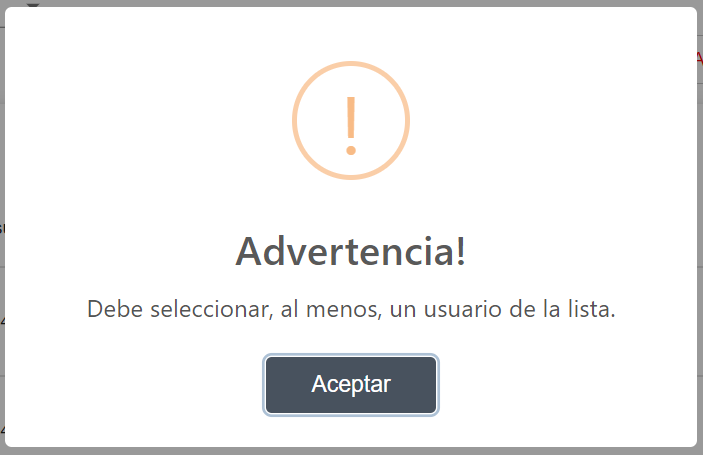 Advertencia!
Debe seleccionar, al menos, un usuario de la lista.
Aceptar